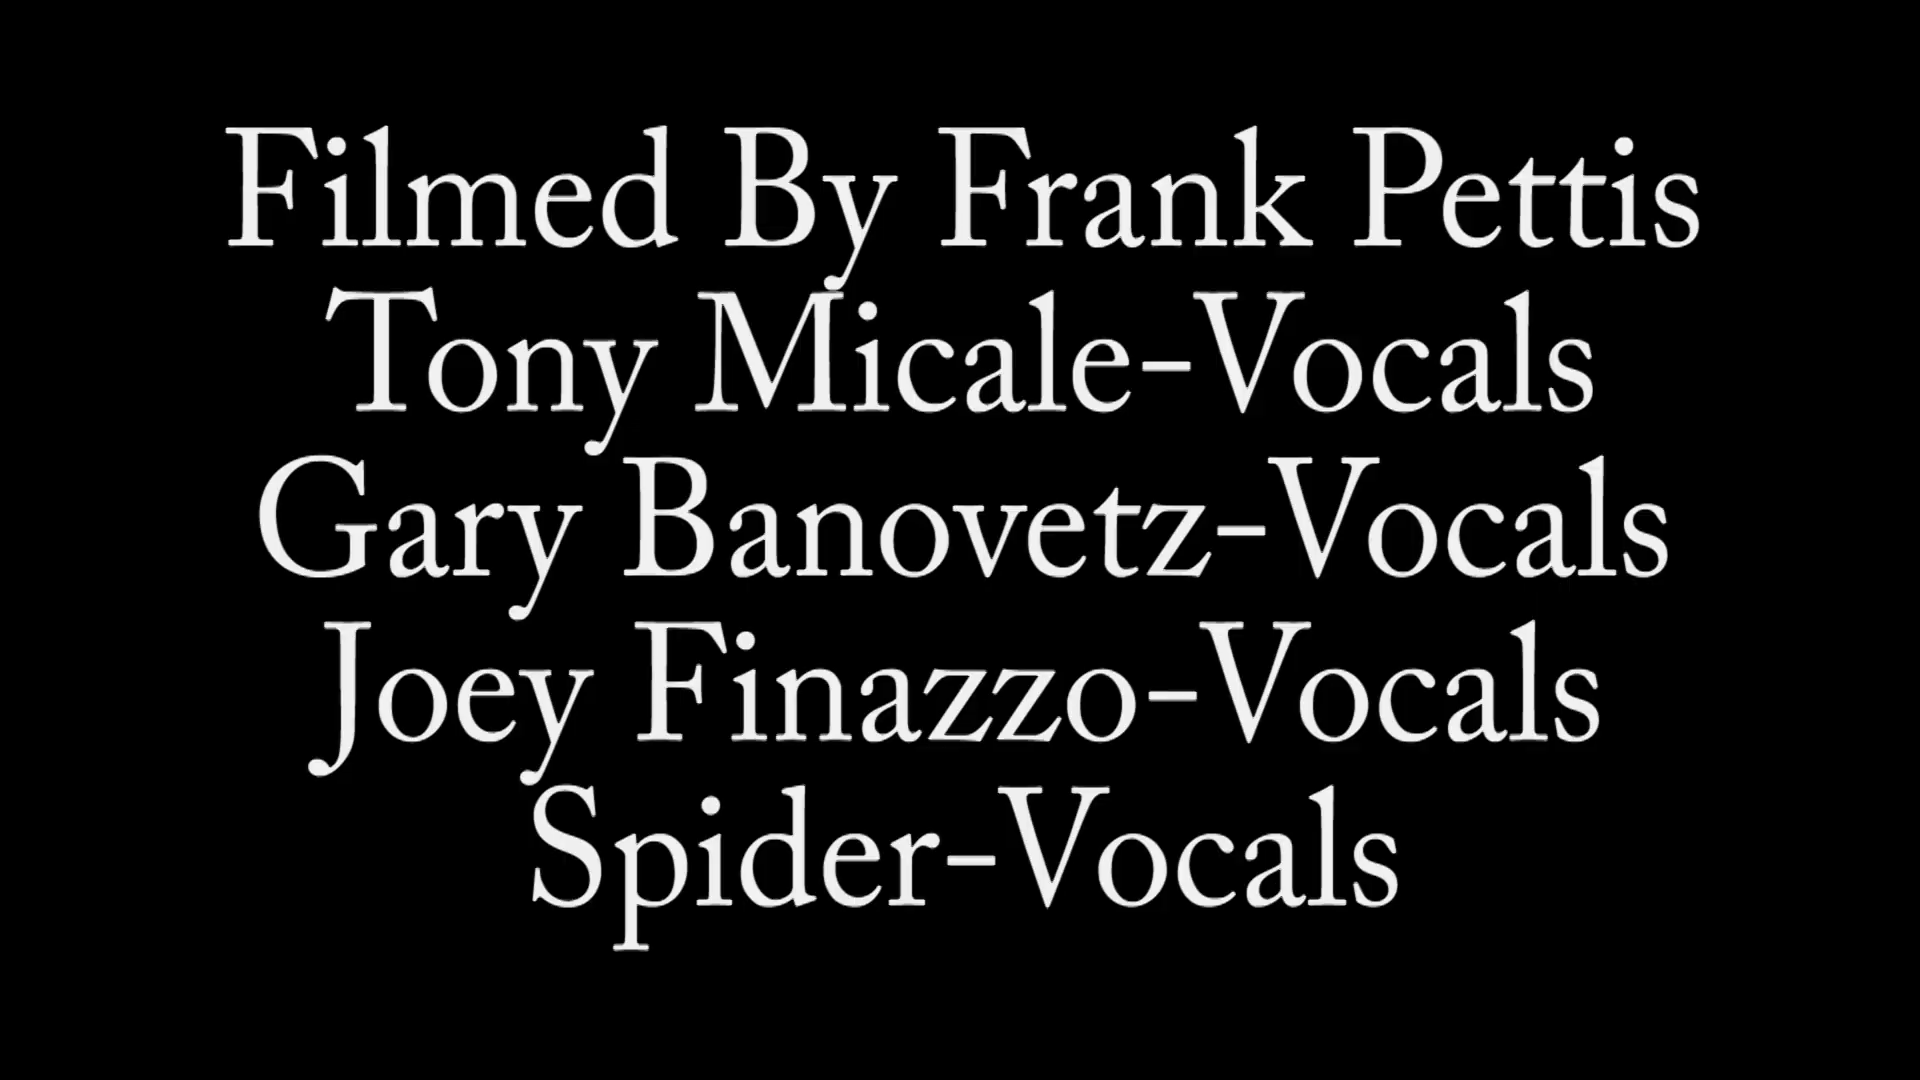 Filmed By Frank Pettis
Tony Micale-Vocals
Gary Banovetz-Vocals
Joey Finazzo-Vocals
Spider-Vocals